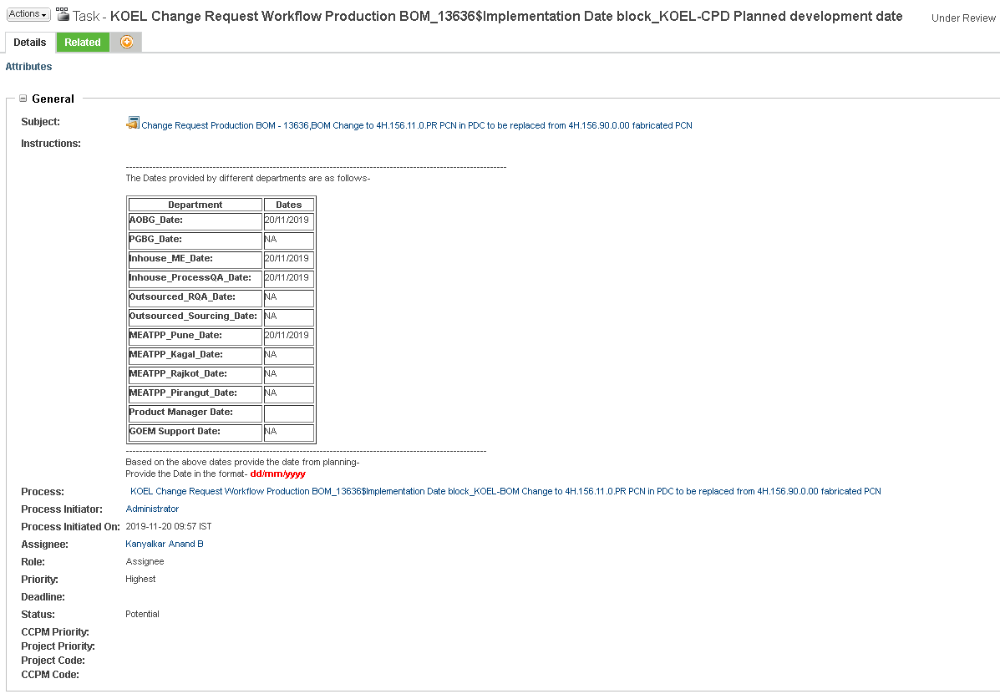 Actions Task - KOEL Change Request Workflow Production BOM_13636$Implementation Date block_KOEL-CPD Planned development date Under Review
Details Related
Attributes
General
Subject: Change Request Production BOM - 13636,BOM Change to 4H.156.11.0.PR PCN in PDC to be replaced from 4H.156.90.0.00 fabricated PCN
Instructions:
------------------------------------------------------------------------------------------------------------------
The Dates provided by different departments are as follows-
Department Dates
AOBG_Date: 20/11/2019
PGBG_Date: NA
Inhouse_ME_Date: 20/11/2019
Inhouse_ProcessQA_Date: 20/11/2019
Outsourced_RQA_Date: NA
Outsourced_Sourcing_Date: NA
MEATPP_Pune_Date: 20/11/2019
MEATPP_Kagal_Date: NA
MEATPP_Rajkot_Date: NA
MEATPP_Pirangut_Date: NA
Product Manager Date:
GOEM Support Date: NA
------------------------------------------------------------------------------------------------------------
Based on the above dates provide the date from planning-
Provide the Date in the format- dd/mm/yyyy
Process: KOEL Change Request Workflow Production BOM_13636$Implementation Date block_KOEL-BOM Change to 4H.156.11.0.PR PCN in PDC to be replaced from 4H.156.90.0.00 fabricated PCN
Process Initiator: Administrator
Process Initiated On: 2019-11-20 09:57 IST
Assignee: Kanyalkar Anand B
Role: Assignee
Priority: Highest
Deadline:
Status: Potential
CCPM Priority:
Project Priority:
Project Code:
CCPM Code: